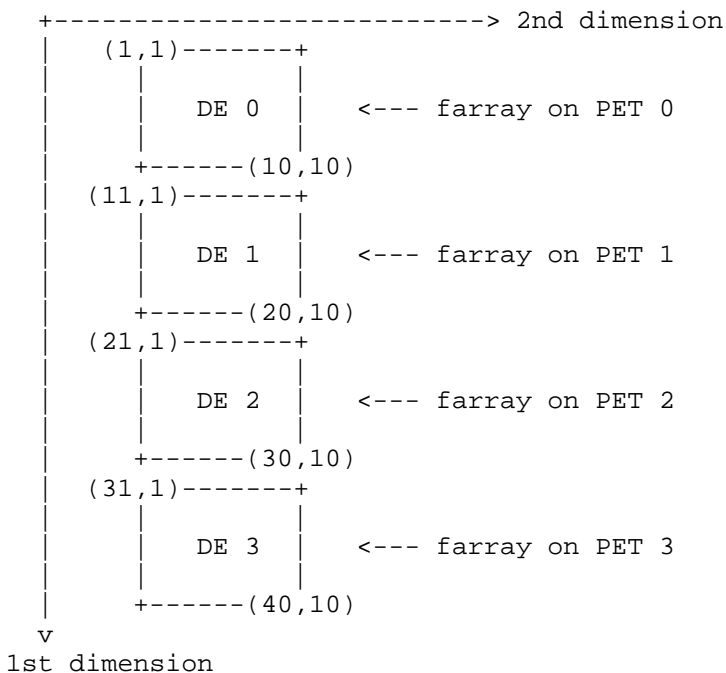 +---------------------------> 2nd dimension
|   (1,1)-------+
|     |         |
|     |  DE 0   |   <--- farray on PET 0
|     |         |
|     +------(10,10)
|  (11,1)-------+
|     |         |
|     |  DE 1   |   <--- farray on PET 1
|     |         |
|     +------(20,10)
|  (21,1)-------+
|     |         |
|     |  DE 2   |   <--- farray on PET 2
|     |         |
|     +------(30,10)
|  (31,1)-------+
|     |         |
|     |  DE 3   |   <--- farray on PET 3
|     |         |
|     +------(40,10)
v
1st dimension